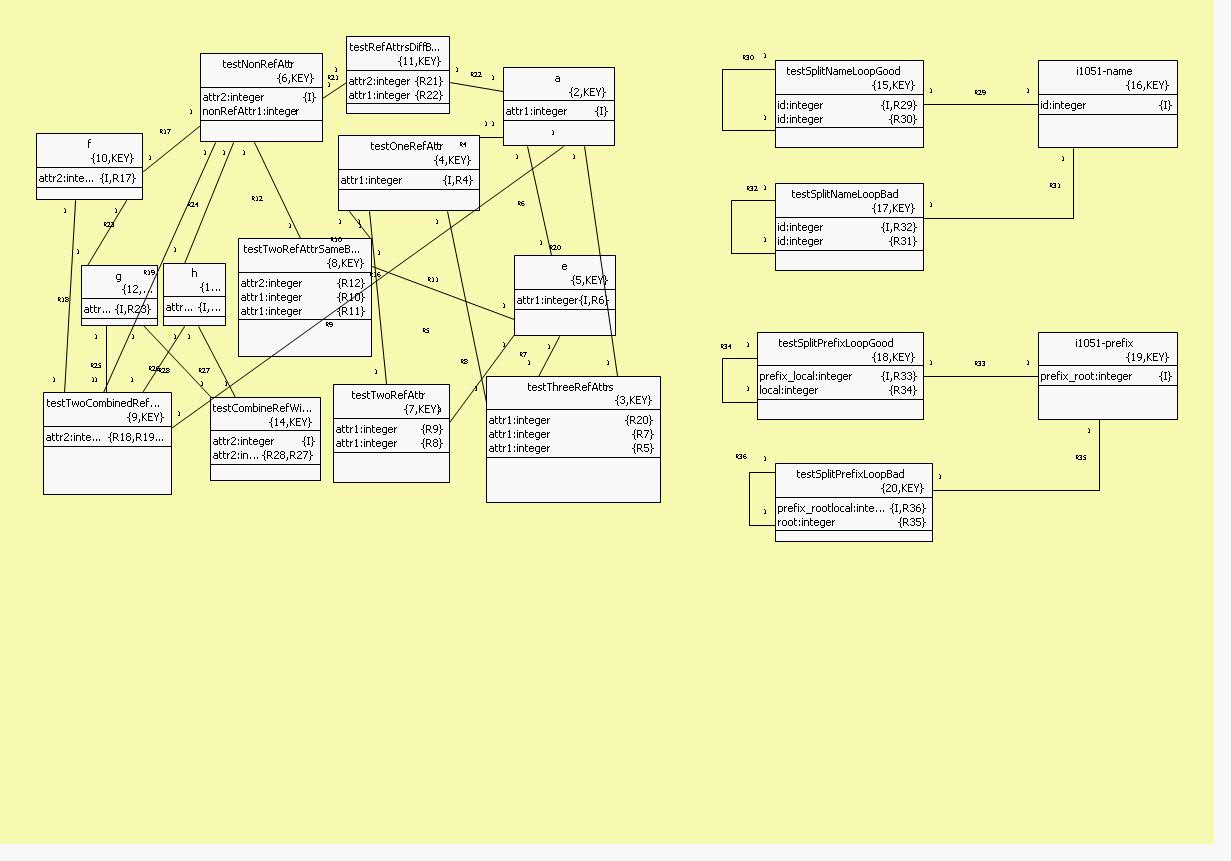 testNonRefAttr
{6,KEY}
attr2:integer {I}
nonRefAttr1:integer
testRefAttrsDiffB...
{11,KEY}
attr2:integer {R21}
attr1:integer {R22}
a
{2,KEY}
attr1:integer {I}
R21
R22
f
{10,KEY}
attr2:inte... {I,R17}
R17
testOneRefAttr
{4,KEY}
attr1:integer {I,R4}
R4
R24
R12
R6
R23
R10
R20
testTwoRefAttrSameB...
{8,KEY}
attr2:integer {R12}
attr1:integer {R10}
attr1:integer {R11}
g
{12,...
attr... {I,R23}
R19
h
{1...
attr... {I,...
e
{5,KEY}
attr1:integer{I,R6}
R16
R11
R18
R9
R5
R7
R8
R25
R28
R27
testTwoCombinedRef...
{9,KEY}
attr2:inte... {R18,R19...
testCombineRefWi...
{14,KEY}
attr2:integer {I}
attr2:in... {R28,R27}
testTwoRefAttr
{7,KEY}
attr1:integer {R9}
attr1:integer {R8}
testThreeRefAttrs
{3,KEY}
attr1:integer {R20}
attr1:integer {R7}
attr1:integer {R5}
R30
testSplitNameLoopGood
{15,KEY}
id:integer {I,R29}
id:integer {R30}
R29
i1051-name
{16,KEY}
id:integer {I}
R32
testSplitNameLoopBad
{17,KEY}
id:integer {I,R32}
id:integer {R31}
R31
R34
testSplitPrefixLoopGood
{18,KEY}
prefix_local:integer {I,R33}
local:integer {R34}
R33
i1051-prefix
{19,KEY}
prefix_root:integer {I}
R36
testSplitPrefixLoopBad
{20,KEY}
prefix_rootlocal:inte... {I,R36}
root:integer {R35}
R35